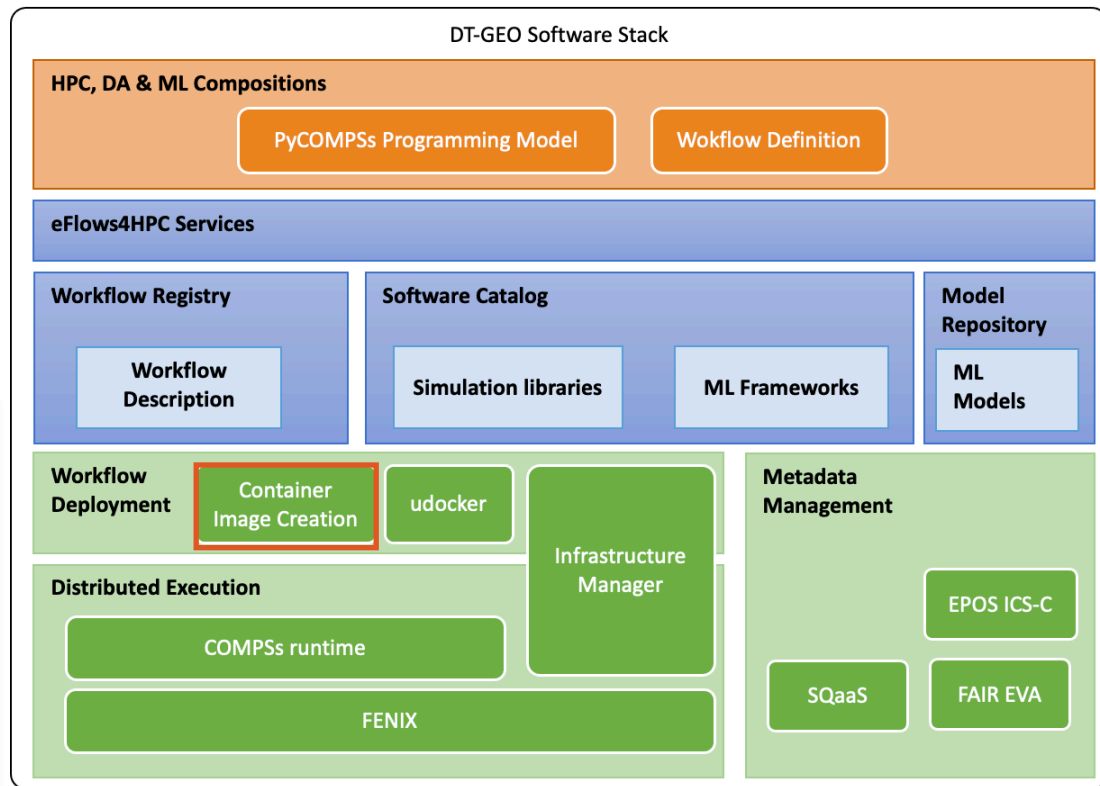 DT-GEO Software Stack
HPC, DA & ML Compositions
PyCOMPSs Programming Model
Wokflow Definition
eFlows4HPC Services
Workflow Registry
Workflow
Description
Software Catalog
Simulation libraries
ML Frameworks
Model
Repository
ML
Models
Workflow
Deployment
Container
Image Creation
udocker
Infrastructure
Manager
Distributed Execution
COMPSs runtime
FENIX
Metadata
Management
EPOS ICS-C
SQaaS
FAIR EVA